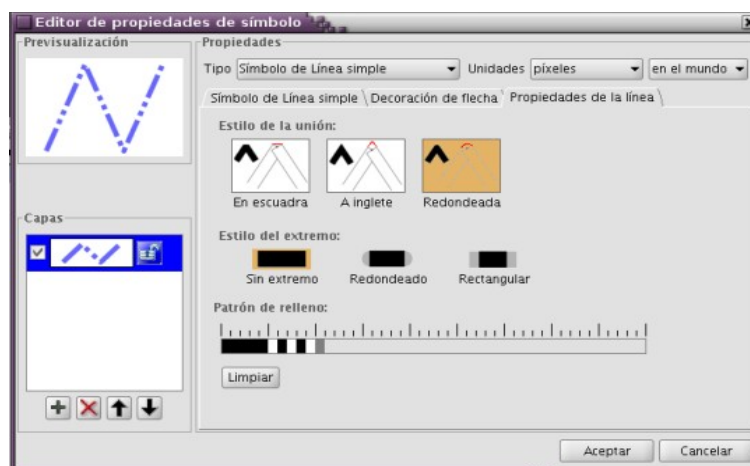 Editor de propiedades de símbolo
Previsualización
Propiedades
Tipo Símbolo de Línea simple Unidades píxeles en el mundo
Símbolo de Línea simple Decoración de flecha Propiedades de la línea
Estilo de la unión:
En escuadra A inglete Redondeada
Capas
Estilo del extremo:
Sin extremo Redondeado Rectangular
Patrón de relleno:
Limpiar
Aceptar Cancelar